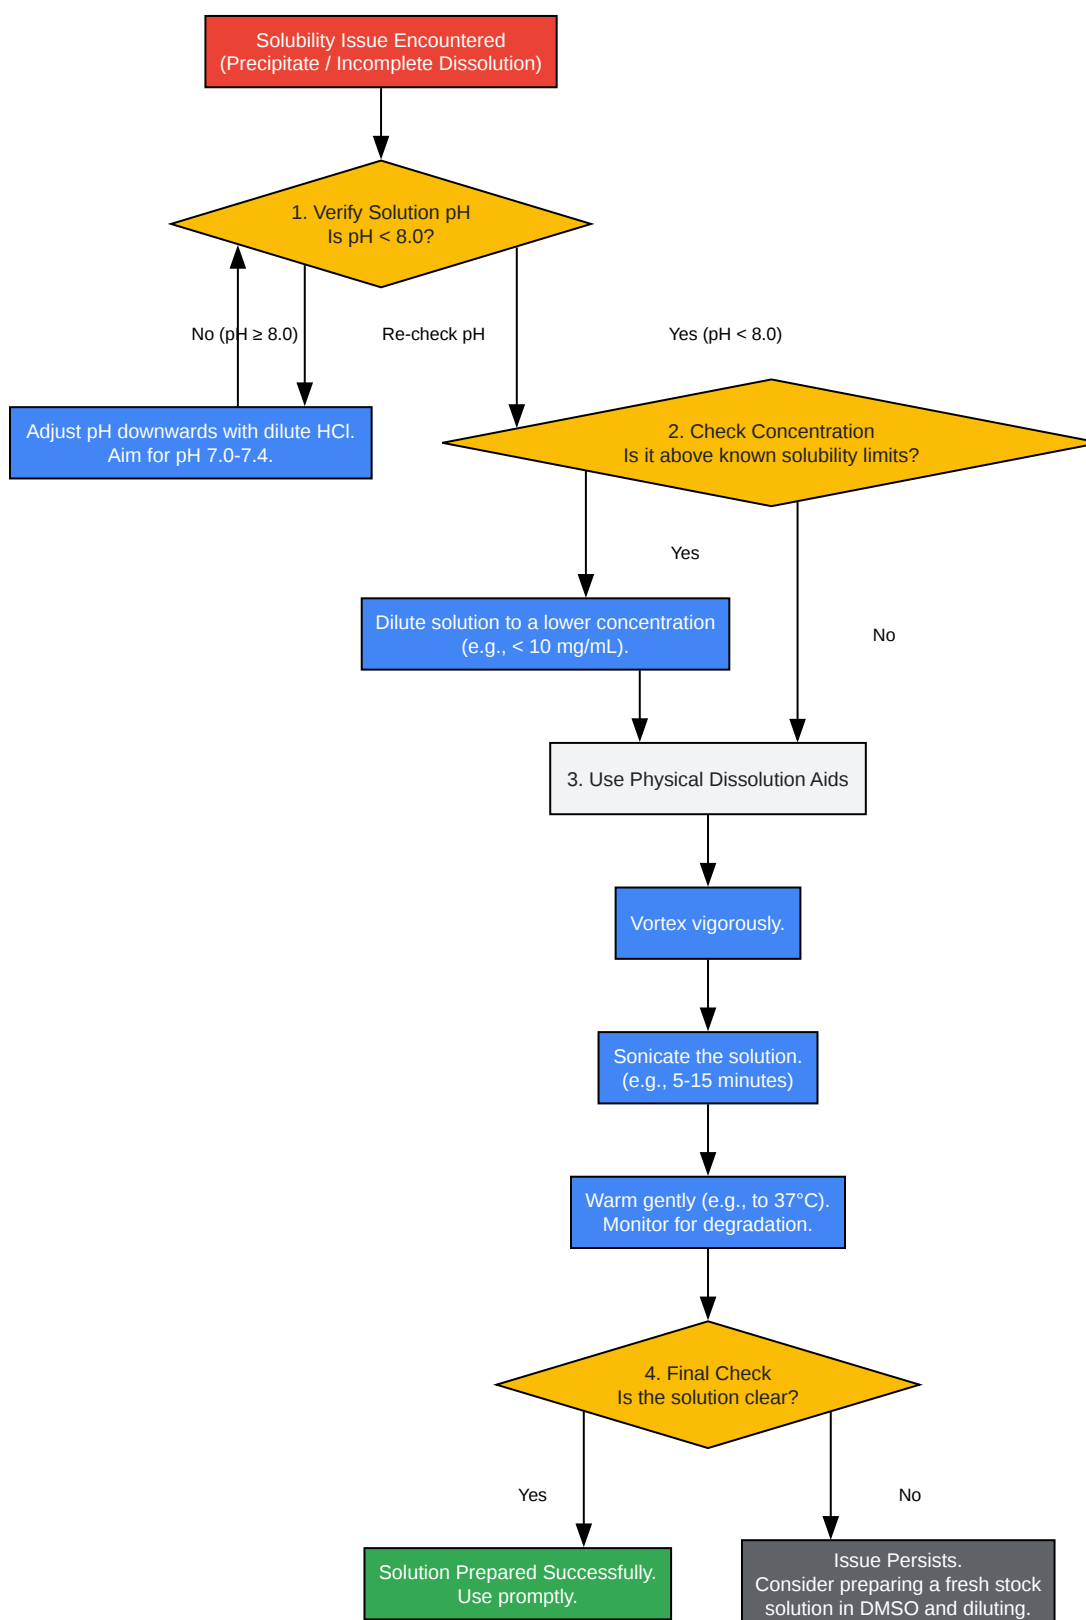 Solubility Issue Encountered
(Precipitate / Incomplete Dissolution)
1. Verify Solution pH
Is pH < 8.0?
No (pH ≥ 8.0)
Re-check pH
Yes (pH < 8.0)
Adjust pH downwards with dilute HCl.
Aim for pH 7.0-7.4.
2. Check Concentration
Is it above known solubility limits?
Yes
Dilute solution to a lower concentration
(e.g., < 10 mg/mL).
No
3. Use Physical Dissolution Aids
Vortex vigorously.
Sonicate the solution.
(e.g., 5-15 minutes)
Warm gently (e.g., to 37°C).
Monitor for degradation.
4. Final Check
Is the solution clear?
Yes
No
Solution Prepared Successfully.
Use promptly.
Issue Persists.
Consider preparing a fresh stock
solution in DMSO and diluting.